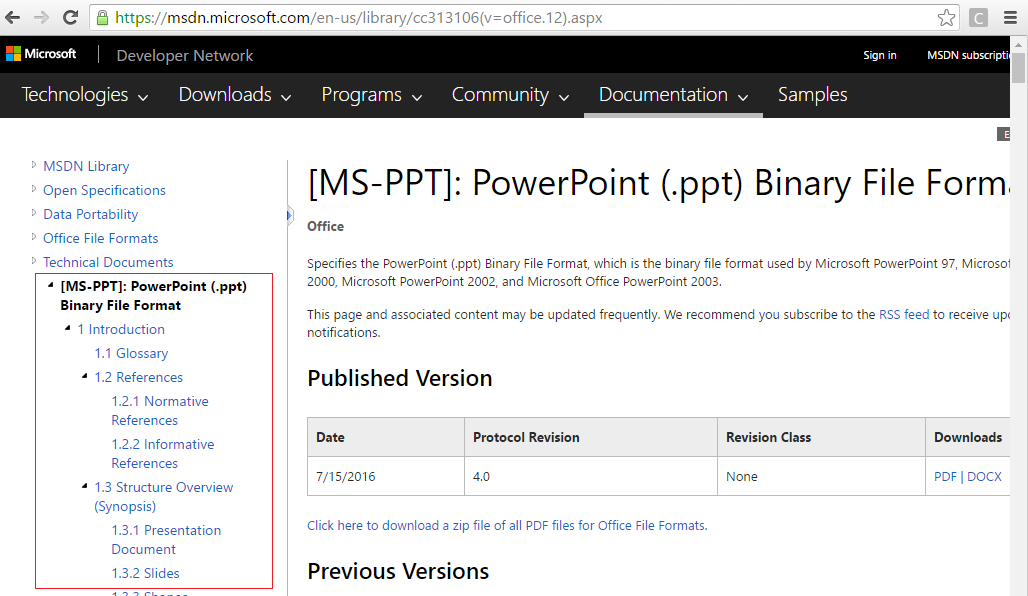 https://msdn.microsoft.com/en-us/library/cc313106(v=office.12).aspx
C
Microsoft
Developer Network
Sign in
MSDN subscripti
Technologies
Downloads
Programs
Community
Documentation
Samples
E
MSDN Library
Open Specifications
Data Portability
Office File Formats
Technical Documents
[MS-PPT]: PowerPoint (.ppt)
Binary File Format
1 Introduction
1.1 Glossary
1.2 References
1.2.1 Normative
References
1.2.2 Informative
References
1.3 Structure Overview
(Synopsis)
1.3.1 Presentation
Document
1.3.2 Slides
[MS-PPT]: PowerPoint (.ppt) Binary File Form
Office
Specifies the PowerPoint (.ppt) Binary File Format, which is the binary file format used by Microsoft PowerPoint 97, Microsof
2000, Microsoft PowerPoint 2002, and Microsoft Office PowerPoint 2003.
This page and associated content may be updated frequently. We recommend you subscribe to the RSS feed to receive up
notifications.
Published Version
Date Protocol Revision Revision Class Downloads
7/15/2016 4.0 None PDF | DOCX
Click here to download a zip file of all PDF files for Office File Formats.
Previous Versions